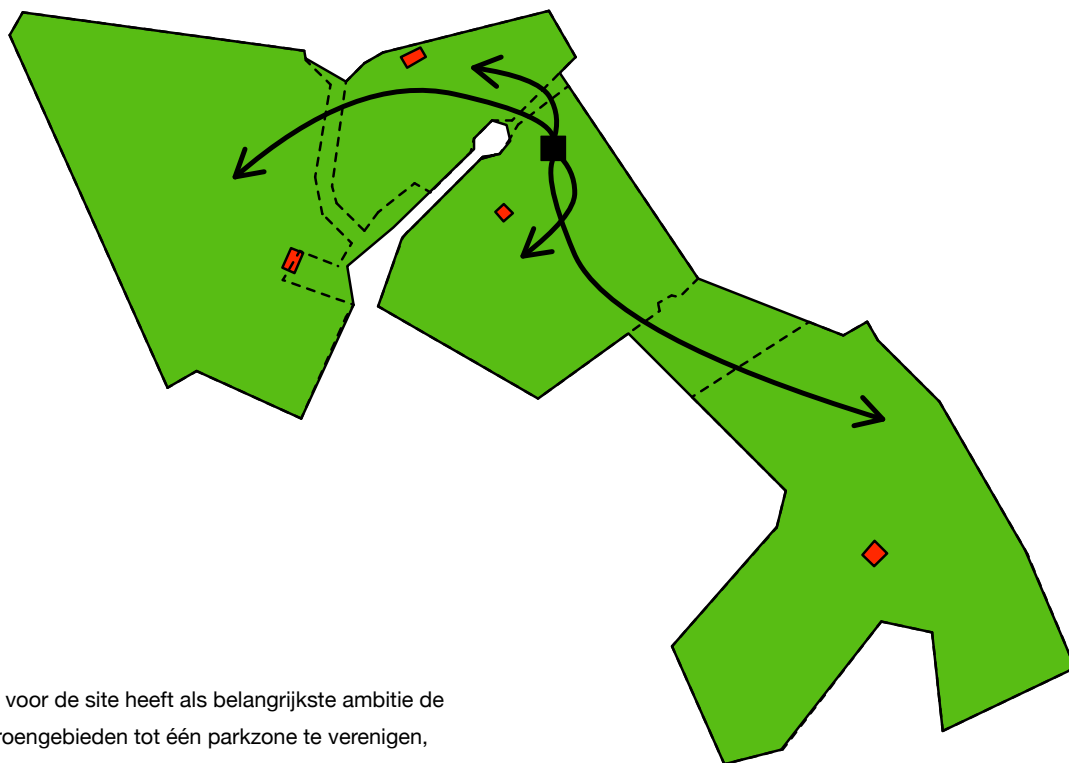 voor de site heeft als belangrijkste ambitie de
roengebieden tot één parkzone te verenigen,